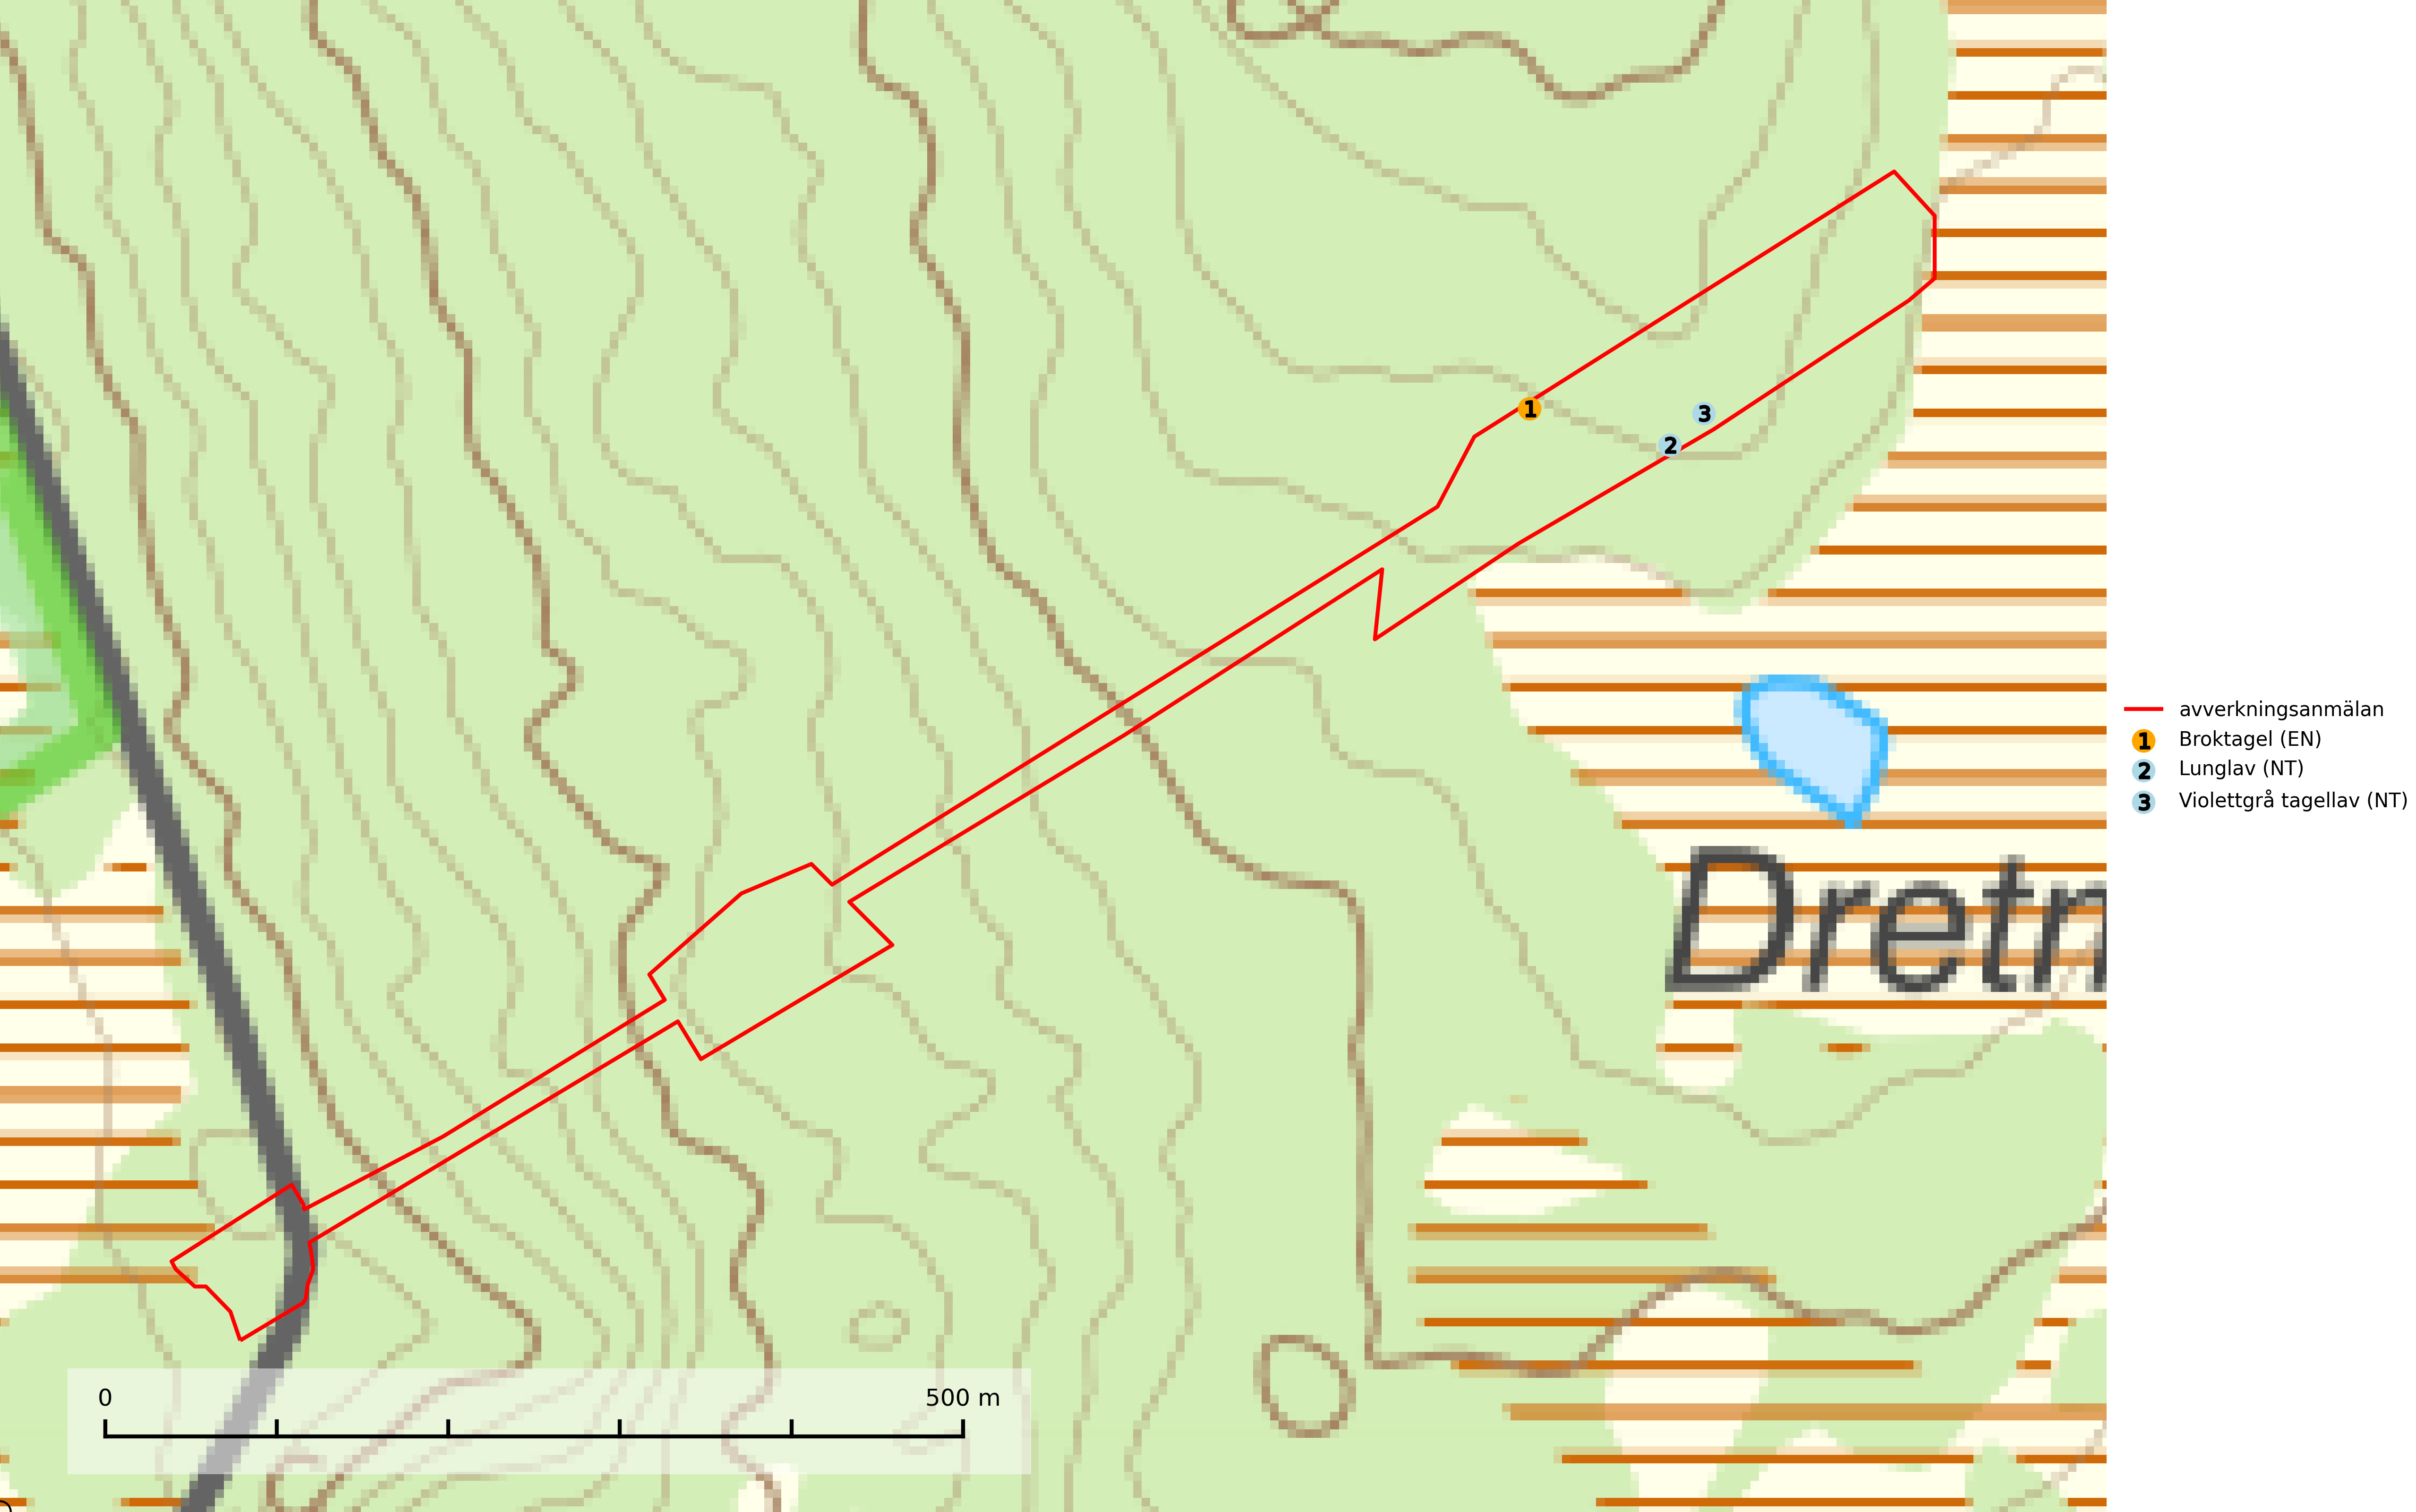 1
3
2
Dretn
0
500 m
avverkningsanmälan
1 Broktagel (EN)
2 Lunglav (NT)
3 Violettgrå tagellav (NT)